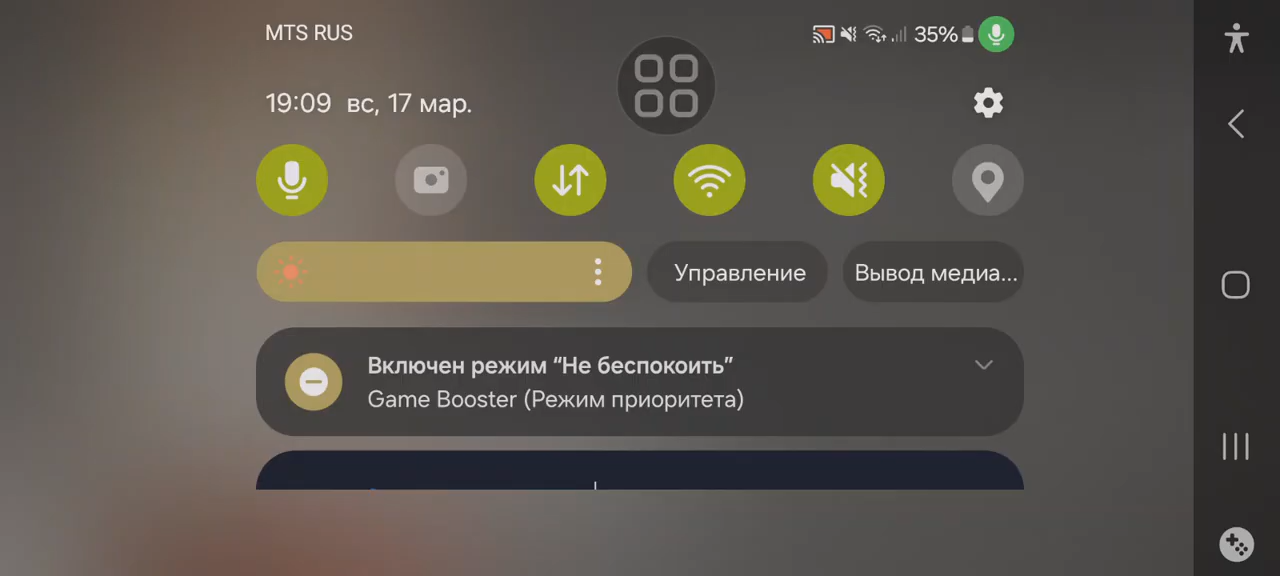 MTS RUS
35%
19:09 вс, 17 мар.
Управление
Вывод медиа...
Включен режим “Не беспокоить”
Game Booster (Режим приоритета)